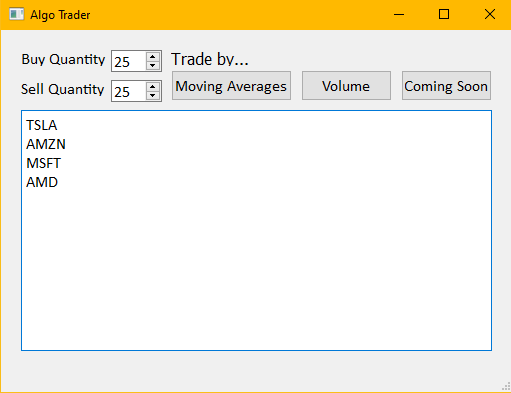 Algo Trader
Buy Quantity 25 Trade by...
Sell Quantity 25 Moving Averages Volume Coming Soon
TSLA
AMZN
MSFT
AMD